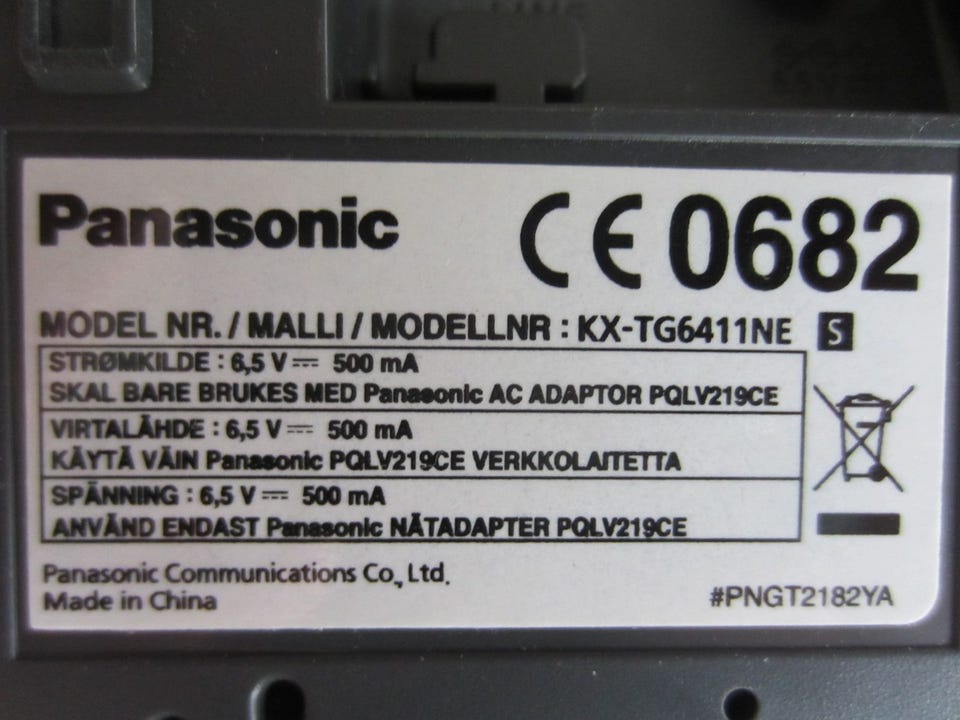 Panasonic
CE 0682
MODEL NR. / MALLI / MODELLNR : KX-TG6411NE S
STRØMKILDE : 6,5 V ⎓ 500 mA
SKAL BARE BRUKES MED Panasonic AC ADAPTOR PQLV219CE
VIRTALÄHDE : 6,5 V ⎓ 500 mA
KÄYTÄ VÄIN Panasonic PQLV219CE VERKKOLAITETTA
SPÄNNING : 6,5 V ⎓ 500 mA
ANVÄND ENDAST Panasonic NÄTADAPTER PQLV219CE
Panasonic Communications Co., Ltd.
Made in China
#PNGT2182YA